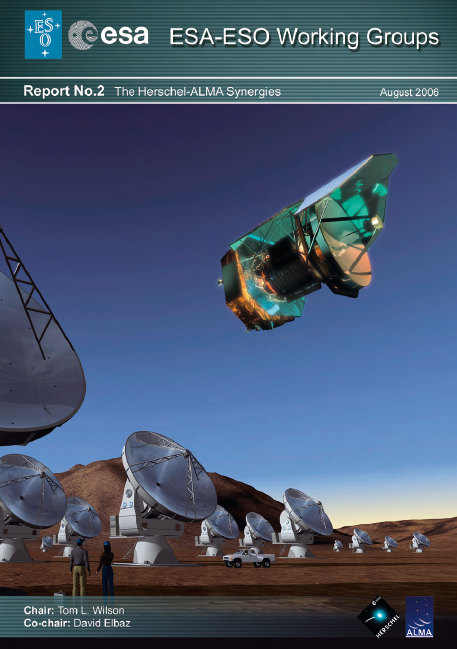 ESO
esa
ESA-ESO Working Groups
Report No.2 The Herschel-ALMA Synergies
August 2006
Chair: Tom L. Wilson
Co-chair: David Elbaz
HERSCHEL
ALMA